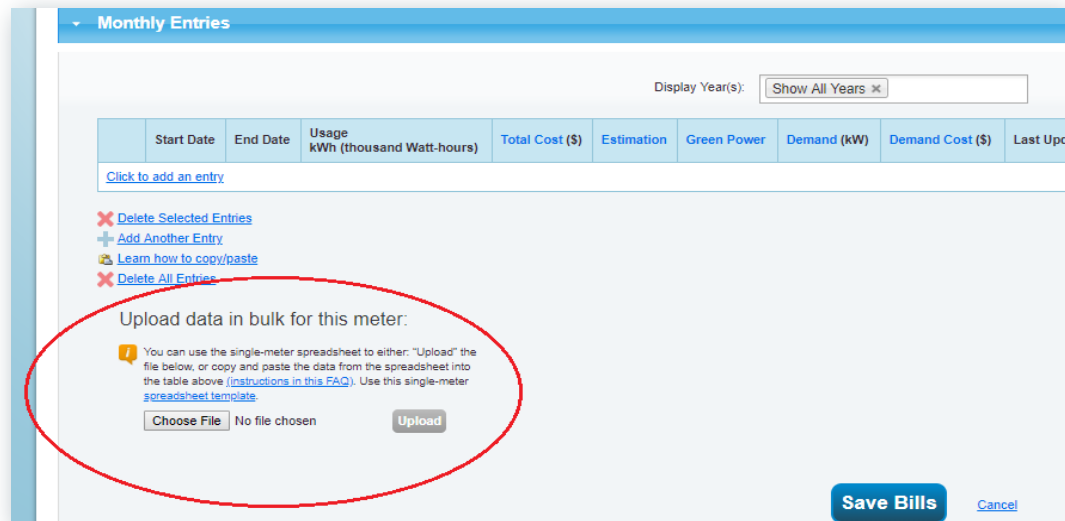 Monthly Entries
Display Year(s): Show All Years ×
Start Date End Date Usage kWh (thousand Watt-hours) Total Cost ($) Estimation Green Power Demand (kW) Demand Cost ($) Last
Click to add an entry
Delete Selected Entries
Add Another Entry
Learn how to copy/paste
Delete All Entries
Upload data in bulk for this meter:
You can use the single-meter spreadsheet to either: "Upload" the
file below, or copy and paste the data from the spreadsheet into
the table above (instructions in this FAQ). Use this single-meter
spreadsheet template.
Choose File No file chosen Upload
Save Bills Cancel